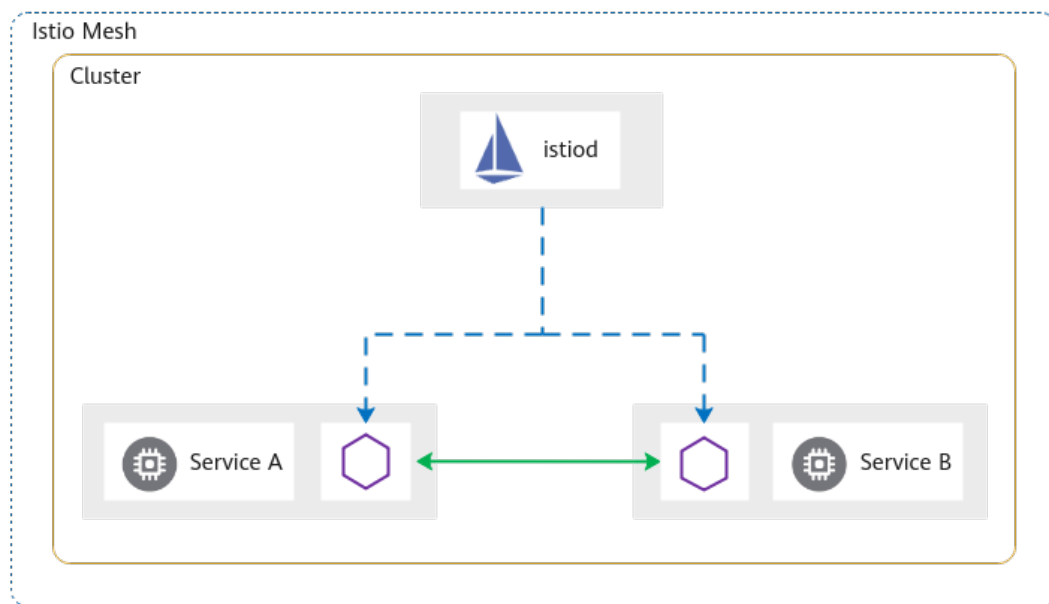 Istio Mesh
Cluster
istiod
Service A
Service B